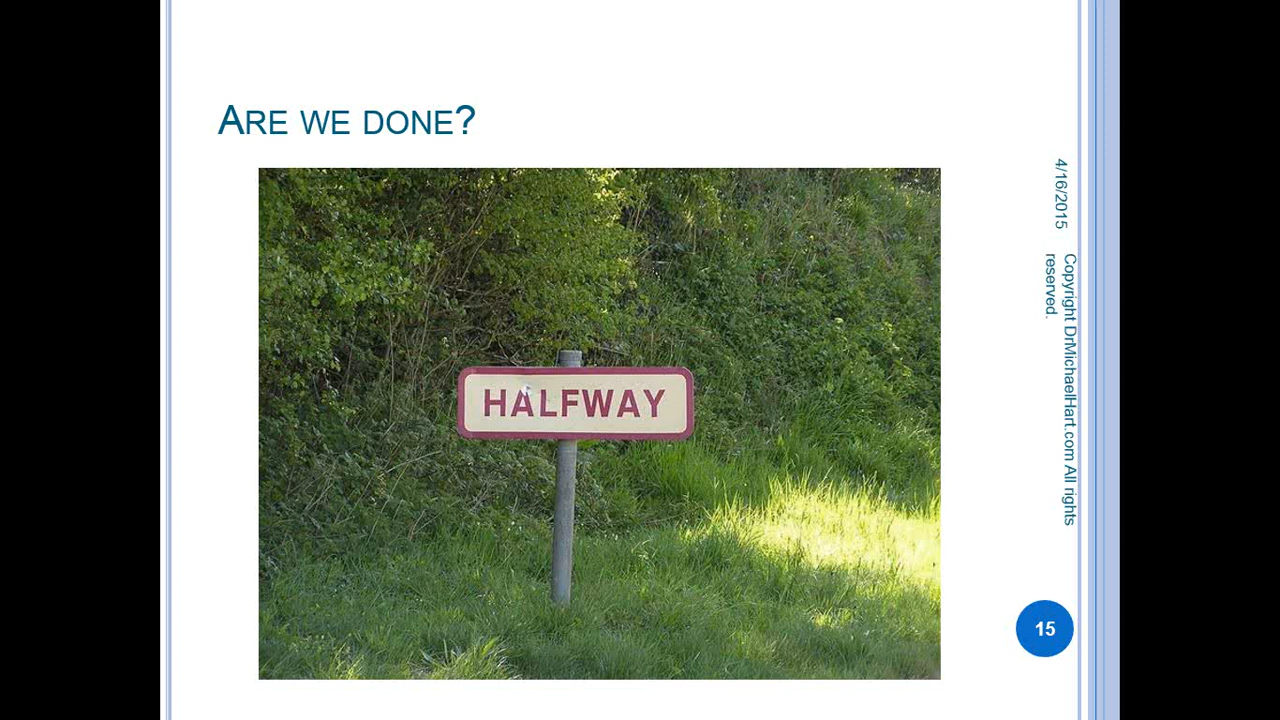 ARE WE DONE?
HALFWAY
4/16/2015
Copyright DrMichaelHart.com All rights
reserved.
15